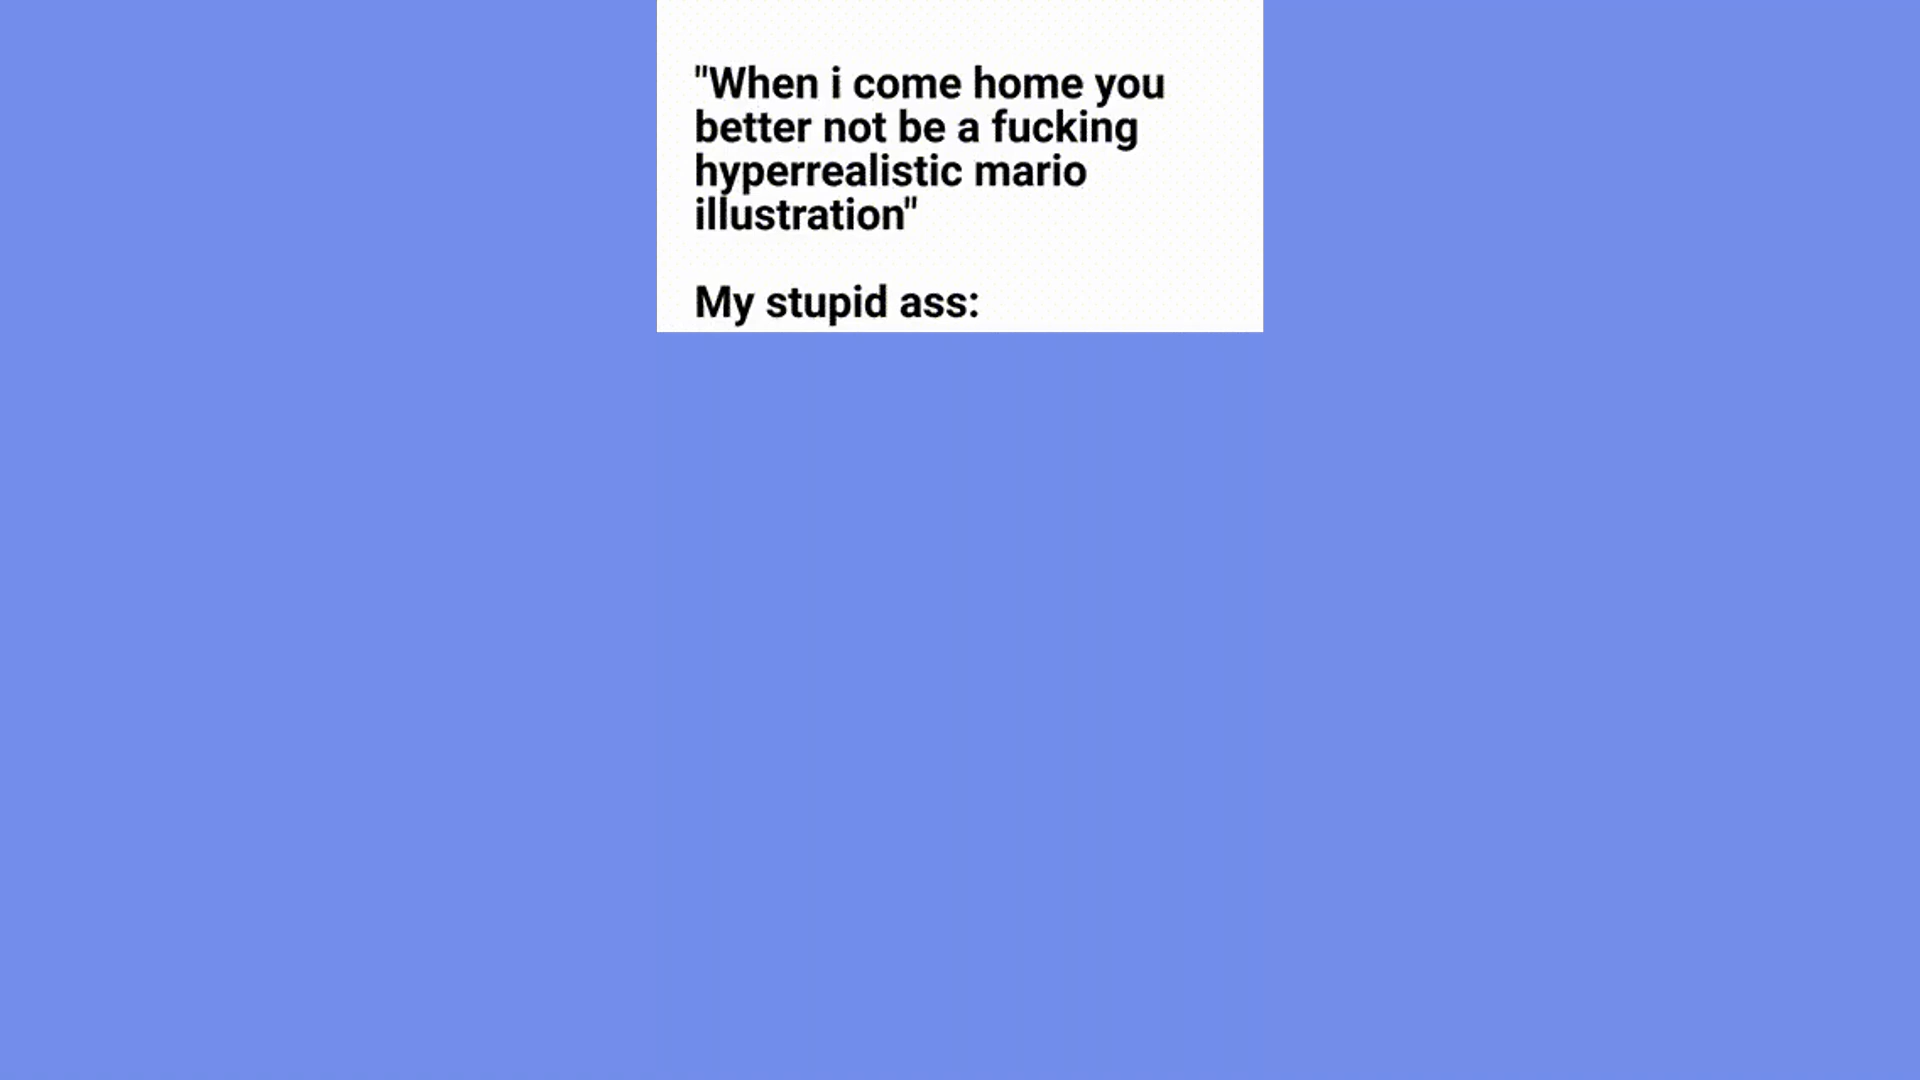 "When i come home you
better not be a fucking
hyperrealistic mario
illustration"
My stupid ass: